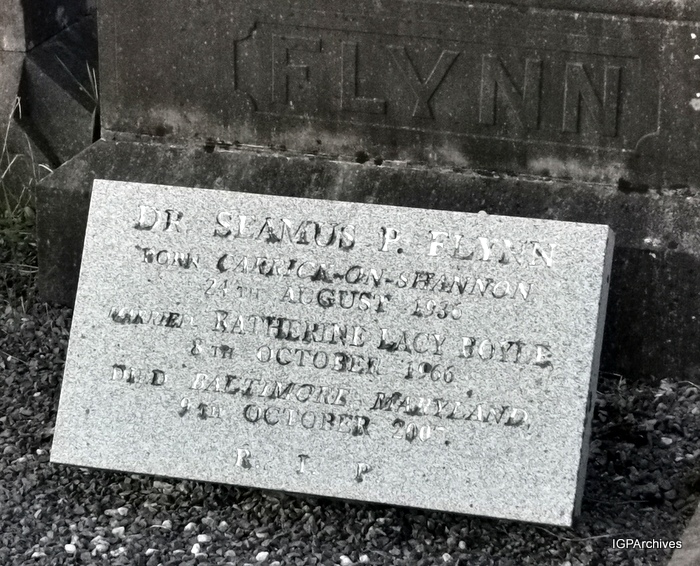 FLYNN
DR. SEAMUS P. FLYNN
BORN CARRICK-ON-SHANNON
24TH AUGUST 1936
MARRIED KATHERINE LACY BOYLE,
8TH OCTOBER 1966
DIED BALTIMORE MARYLAND,
9TH OCTOBER 2007.
R. I. P
IGPArchives